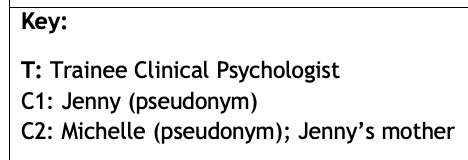 Key:
T: Trainee Clinical Psychologist
C1: Jenny (pseudonym)
C2: Michelle (pseudonym); Jenny’s mother